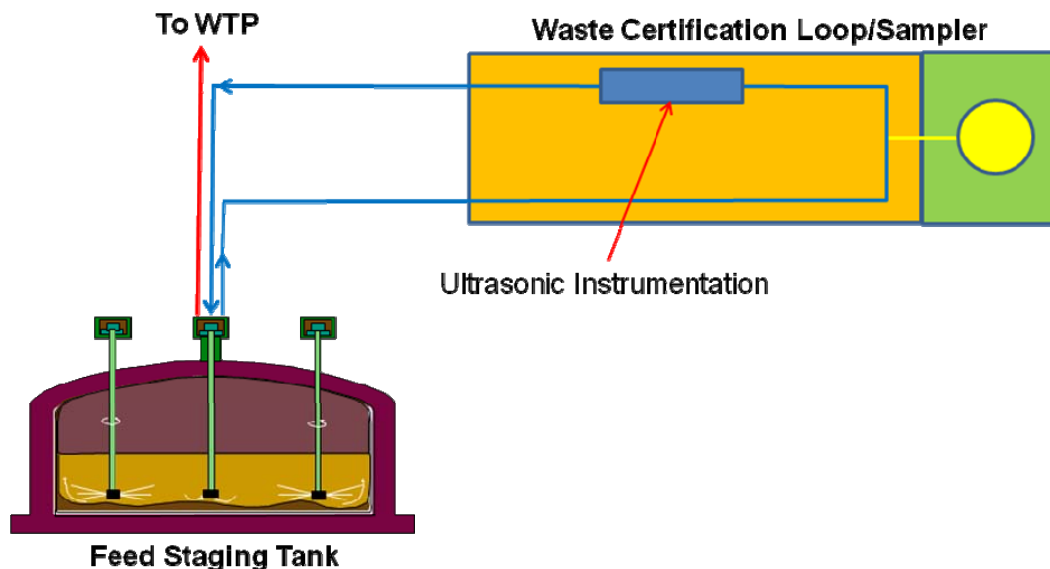 To WTP
Waste Certification Loop/Sampler
Ultrasonic Instrumentation
Feed Staging Tank